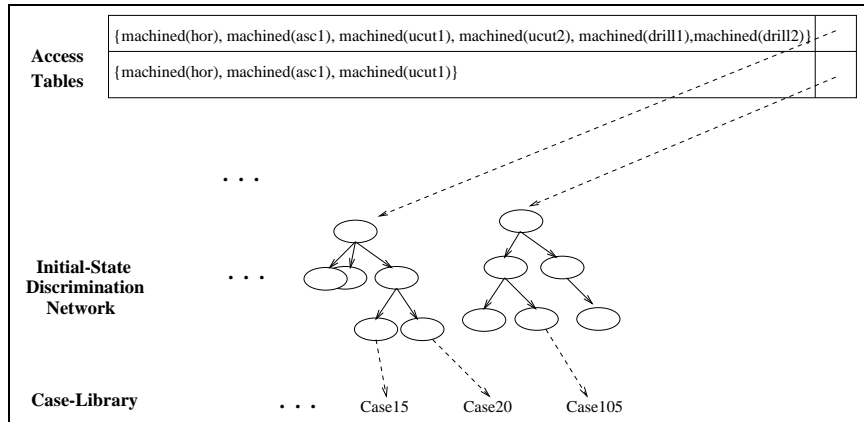 {machined(hor), machined(asc1), machined(ucut1), machined(ucut2), machined(drill1),machined(drill2)}
Access
Tables
{machined(hor), machined(asc1), machined(ucut1)}
. . .
Initial-State
Discrimination
Network
. . .
Case-Library
. . .
Case15
Case20
Case105